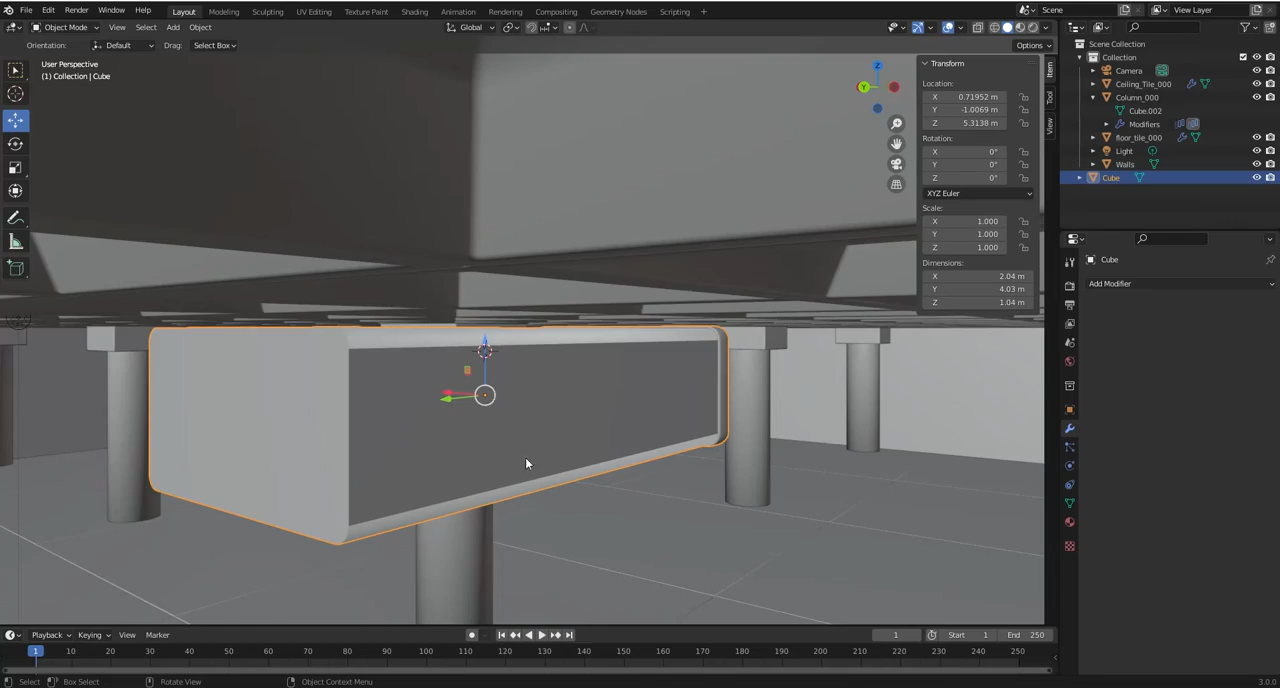 File Edit Render Window Help Layout Modeling Sculpting UV Editing Texture Paint Shading Animation Rendering Compositing Geometry Nodes Scripting + Scene View Layer
Object Mode View Select Add Object Global
Orientation: Default Drag: Select Box Options
User Perspective
(1) Collection | Cube
Z
Y
Transform
Location:
X 0.71952 m
Y -1.0069 m
Z 5.3138 m
Rotation:
X 0°
Y 0°
Z 0°
XYZ Euler
Scale:
X 1.000
Y 1.000
Z 1.000
Dimensions:
X 2.04 m
Y 4.03 m
Z 1.04 m
Item
Tool
View
Scene Collection
Collection
Camera
Ceiling_Tile_000
Column_000
Cube.002
Modifiers
floor_tile_000
Light
Walls
Cube
Cube
Add Modifier
Playback Keying View Marker 1 Start 1 End 250
1 10 20 30 40 50 60 70 80 90 100 110 120 130 140 150 160 170 180 190 200 210 220 230 240 250
Select Box Select Rotate View Object Context Menu 3.0.0